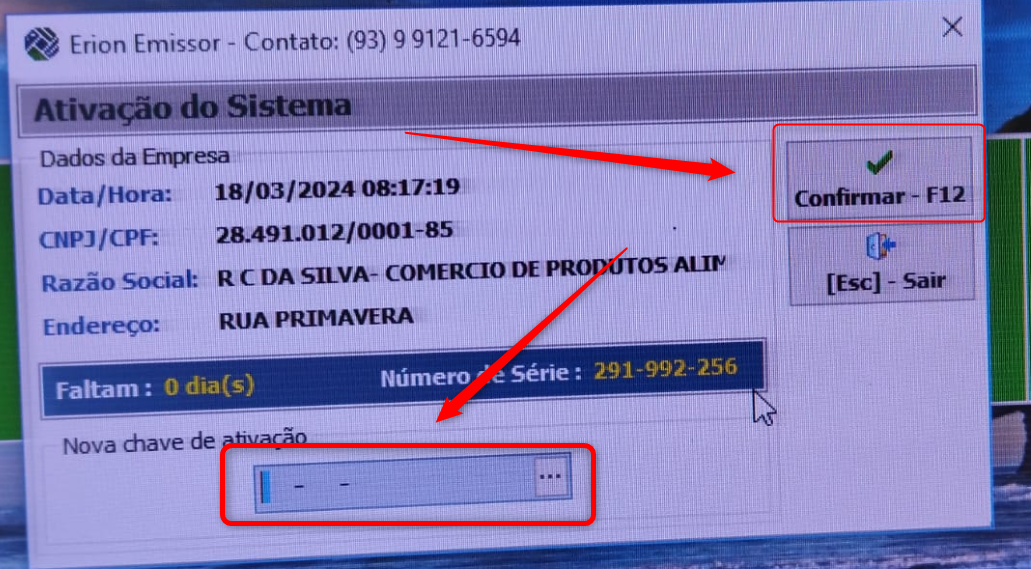 Erion Emissor - Contato: (93) 9 9121-6594
Ativação do Sistema
Dados da Empresa
Data/Hora: 18/03/2024 08:17:19
CNPJ/CPF: 28.491.012/0001-85
Razão Social: R C DA SILVA- COMERCIO DE PRODUTOS ALIM
Endereço: RUA PRIMAVERA
Confirmar - F12
[Esc] - Sair
Faltam : 0 dia(s) Número de Série : 291-992-256
Nova chave de ativação
- - ...